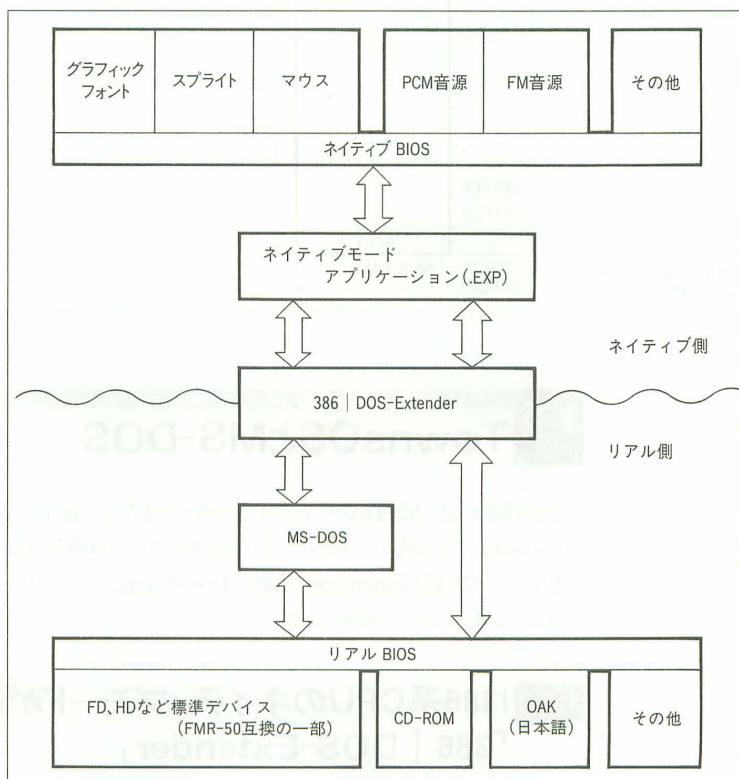 グラフィック
フォント
スプライト
マウス
PCM音源
FM音源
その他
ネイティブ BIOS
ネイティブモード
アプリケーション(.EXP)
ネイティブ側
386 | DOS-Extender
リアル側
MS-DOS
リアル BIOS
FD、HDなど標準デバイス
(FMR-50互換の一部)
CD-ROM
OAK
(日本語)
その他